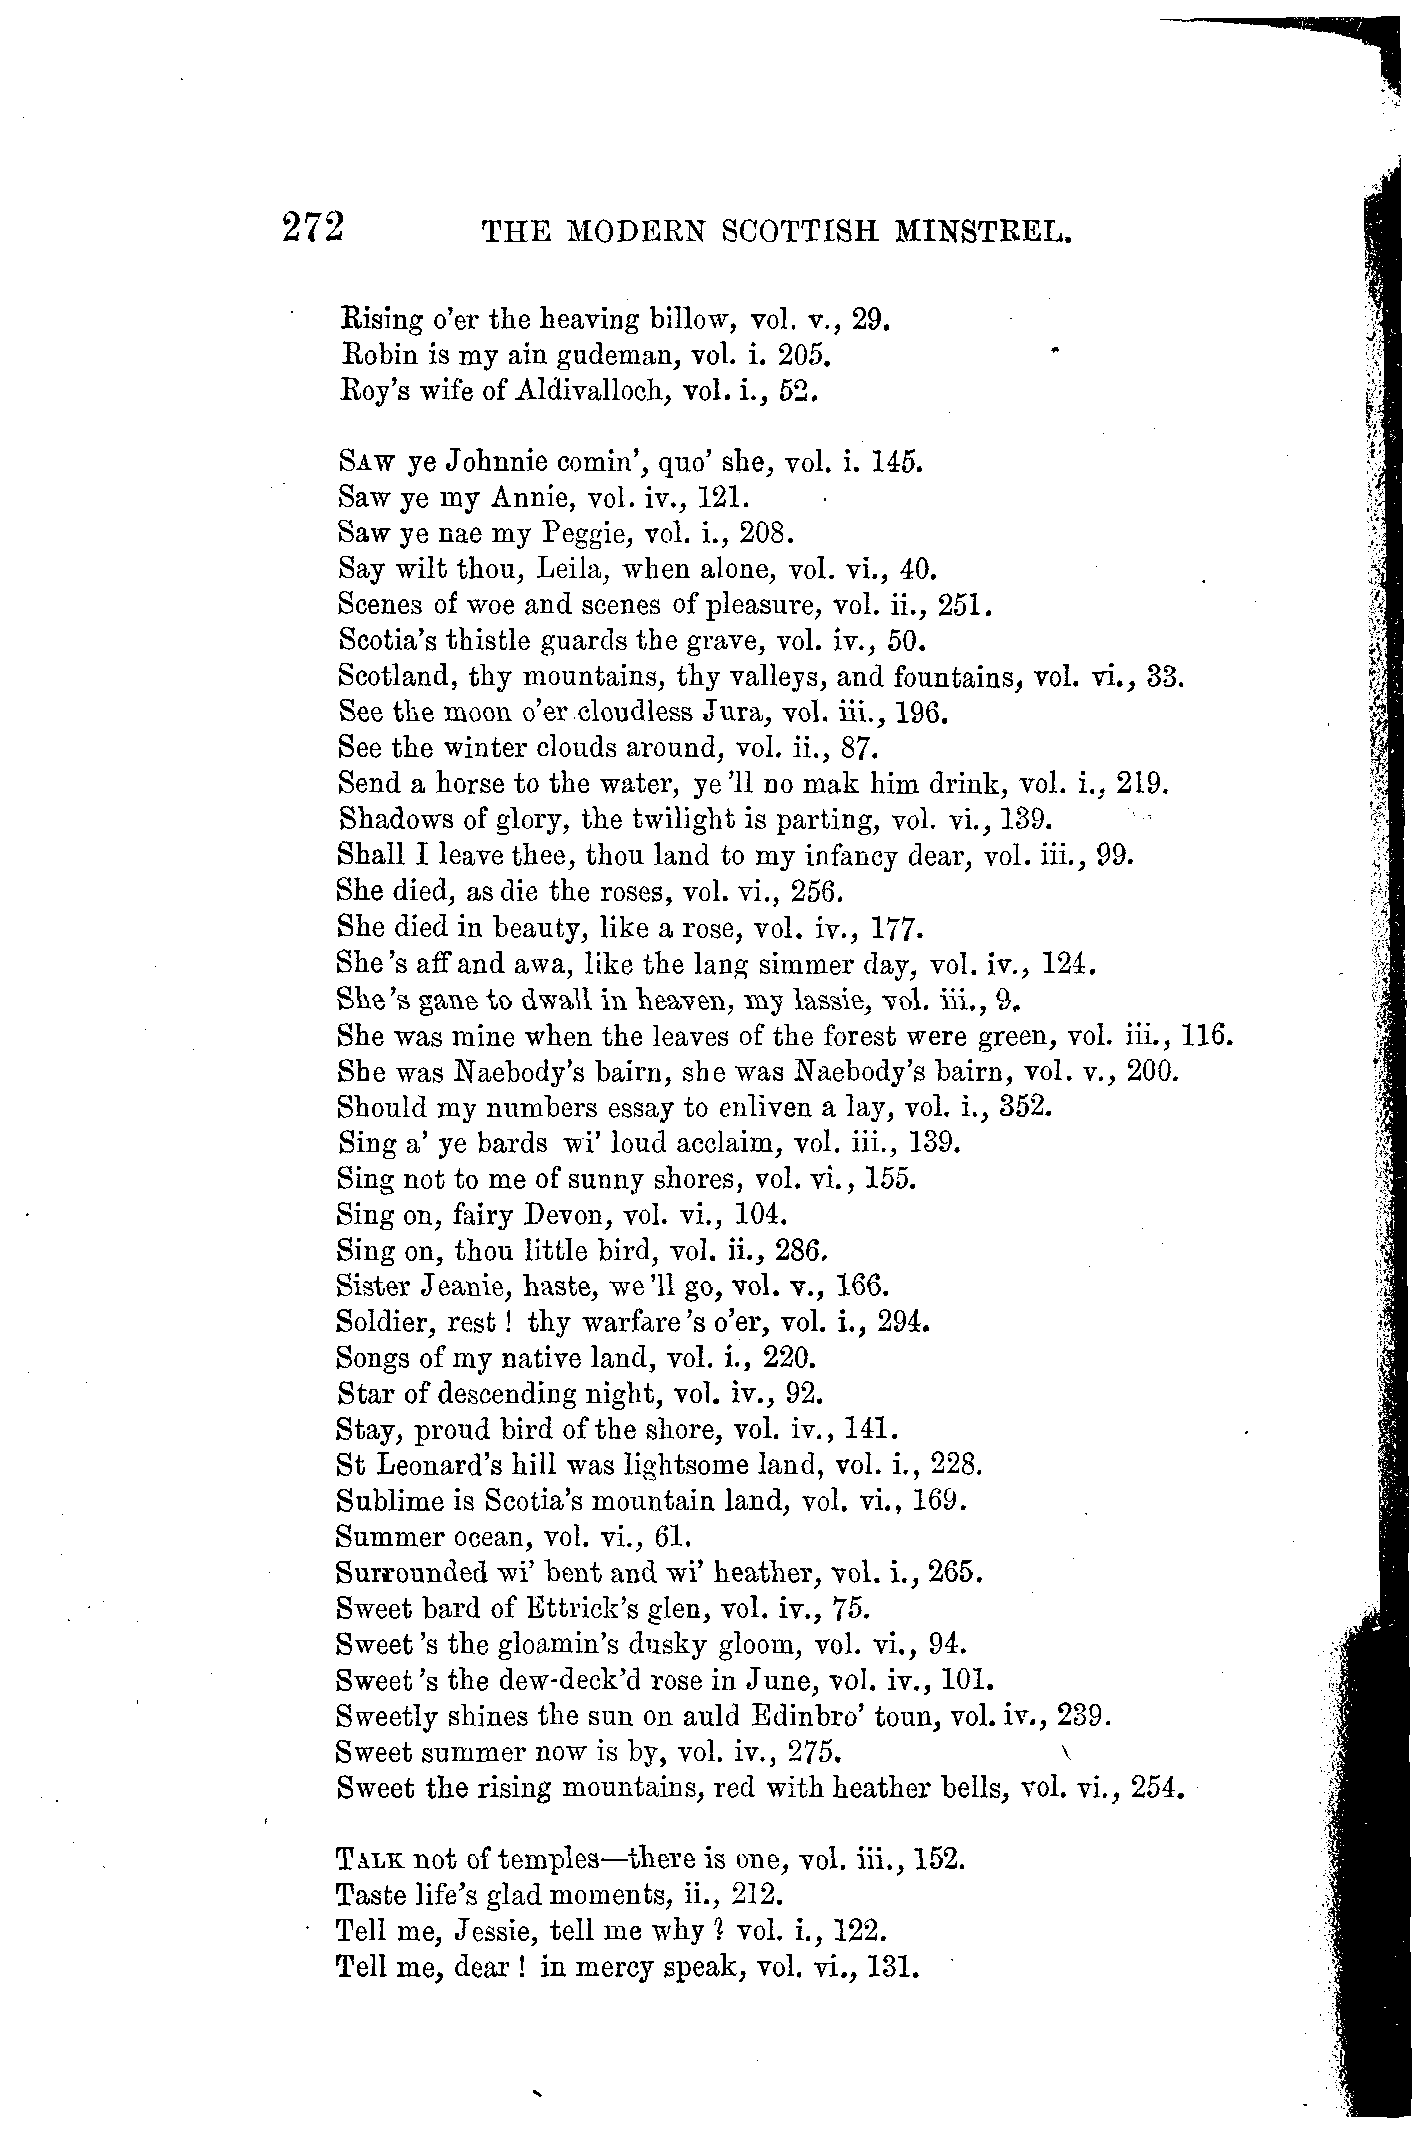 272 THE MODERN SCOTTISH MINSTREL.
Rising o'er the heaving billow, vol. v., 29.
Robin is my ain gudeman, vol. i. 205.
Roy's wife of Aldivalloch, vol. i., 52.
SAW ye Johnnie comin', quo' she, vol. i. 145.
Saw ye my Annie, vol. iv., 121.
Saw ye nae my Peggie, vol. i., 208.
Say wilt thou, Leila, when alone, vol. vi., 40.
Scenes of woe and scenes of pleasure, vol. ii., 251.
Scotia's thistle guards the grave, vol. iv., 50.
Scotland, thy mountains, thy valleys, and fountains, vol. vi., 33.
See the moon o'er cloudless Jura, vol. iii., 196.
See the winter clouds around, vol. ii., 87.
Send a horse to the water, ye 'll no mak him drink, vol. i., 219.
Shadows of glory, the twilight is parting, vol. vi., 139.
Shall I leave thee, thou land to my infancy dear, vol. iii., 99.
She died, as die the roses, vol. vi., 256.
She died in beauty, like a rose, vol. iv., 177.
She 's aff and awa, like the lang simmer day, vol. iv., 124.
She 's gane to dwall in heaven, my lassie, vol. iii., 9.
She was mine when the leaves of the forest were green, vol. iii., 116.
She was Naebody's bairn, she was Naebody's bairn, vol. v., 200.
Should my numbers essay to enliven a lay, vol. i., 352.
Sing a' ye bards wi' loud acclaim, vol. iii., 139.
Sing not to me of sunny shores, vol. vi., 155.
Sing on, fairy Devon, vol. vi., 104.
Sing on, thou little bird, vol. ii., 286.
Sister Jeanie, haste, we 'll go, vol. v., 166.
Soldier, rest ! thy warfare 's o'er, vol. i., 294.
Songs of my native land, vol. i., 220.
Star of descending night, vol. iv., 92.
Stay, proud bird of the shore, vol. iv., 141.
St Leonard's hill was lightsome land, vol. i., 228.
Sublime is Scotia's mountain land, vol. vi., 169.
Summer ocean, vol. vi., 61.
Surrounded wi' bent and wi' heather, vol. i., 265.
Sweet bard of Ettrick's glen, vol. iv., 75.
Sweet 's the gloamin's dusky gloom, vol. vi., 94.
Sweet 's the dew-deck'd rose in June, vol. iv., 101.
Sweetly shines the sun on auld Edinbro' toun, vol. iv., 239.
Sweet summer now is by, vol. iv., 275.
Sweet the rising mountains, red with heather bells, vol. vi., 254.
TALK not of temples—there is one, vol. iii., 152.
Taste life's glad moments, ii., 212.
Tell me, Jessie, tell me why ? vol. i., 122.
Tell me, dear ! in mercy speak, vol. vi., 131.